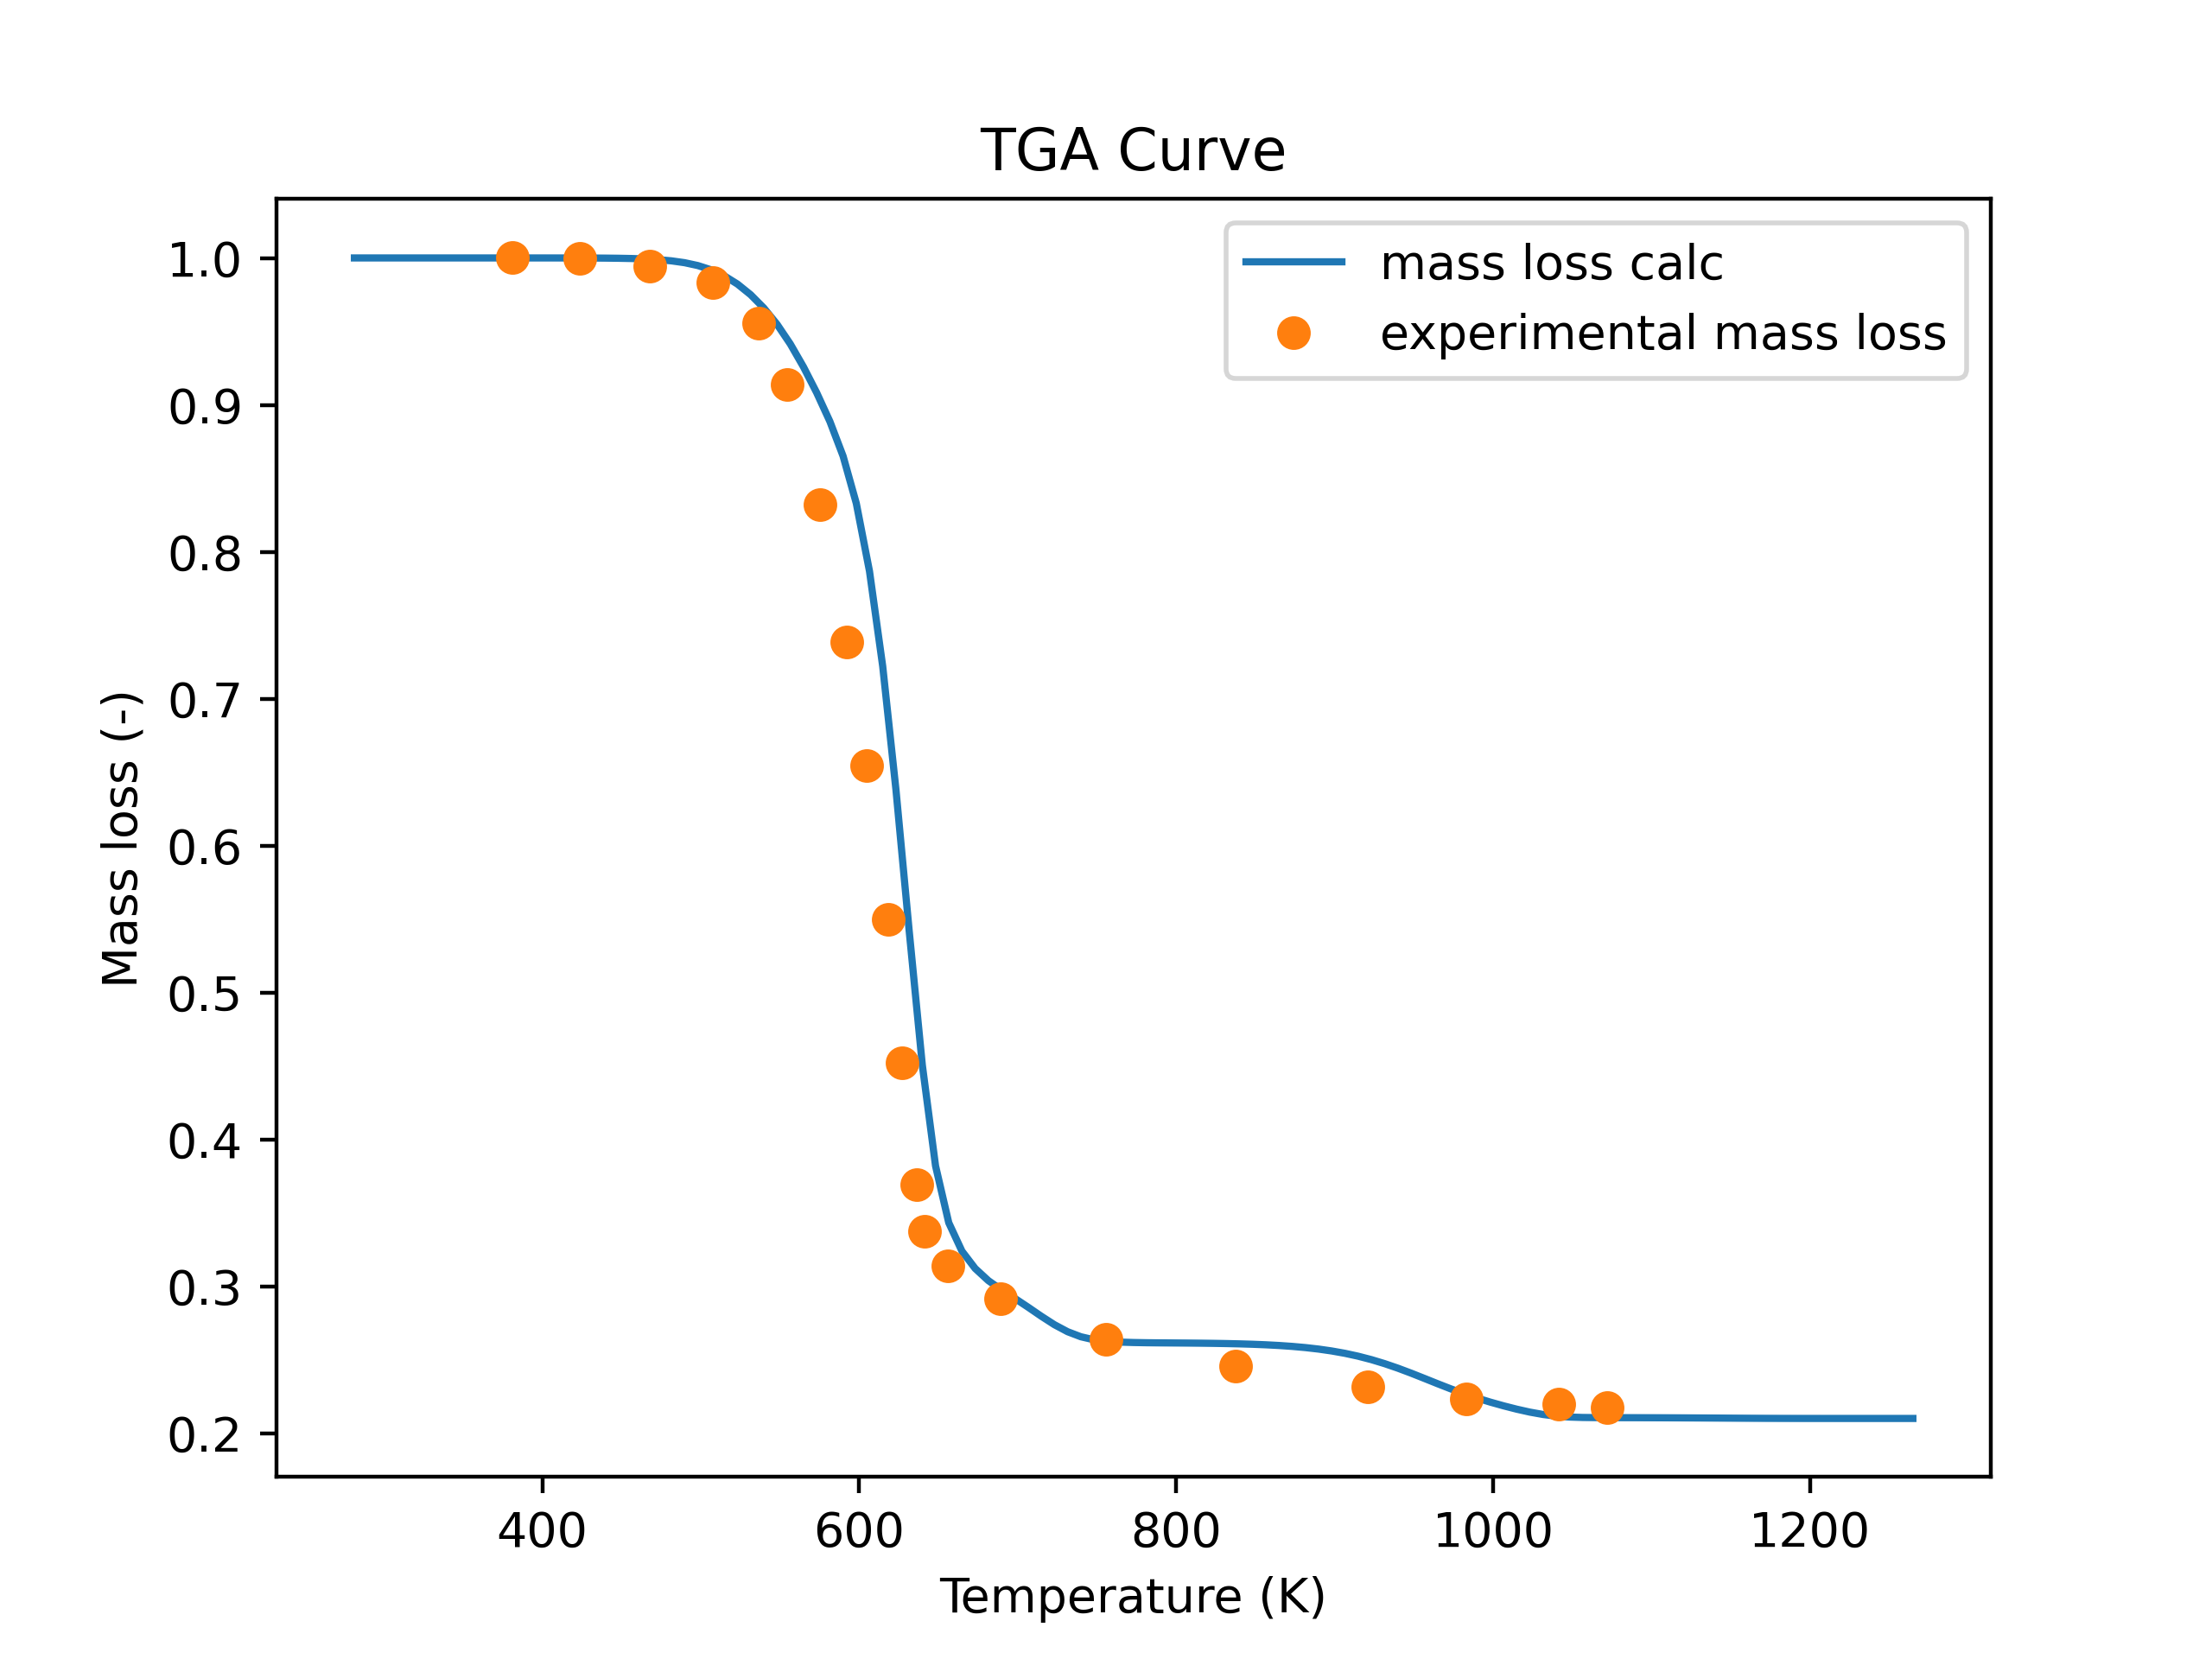 TGA Curve
mass loss calc
experimental mass loss
1.0
0.9
0.8
0.7
0.6
0.5
0.4
0.3
0.2
Mass loss (-)
400 600 800 1000 1200
Temperature (K)